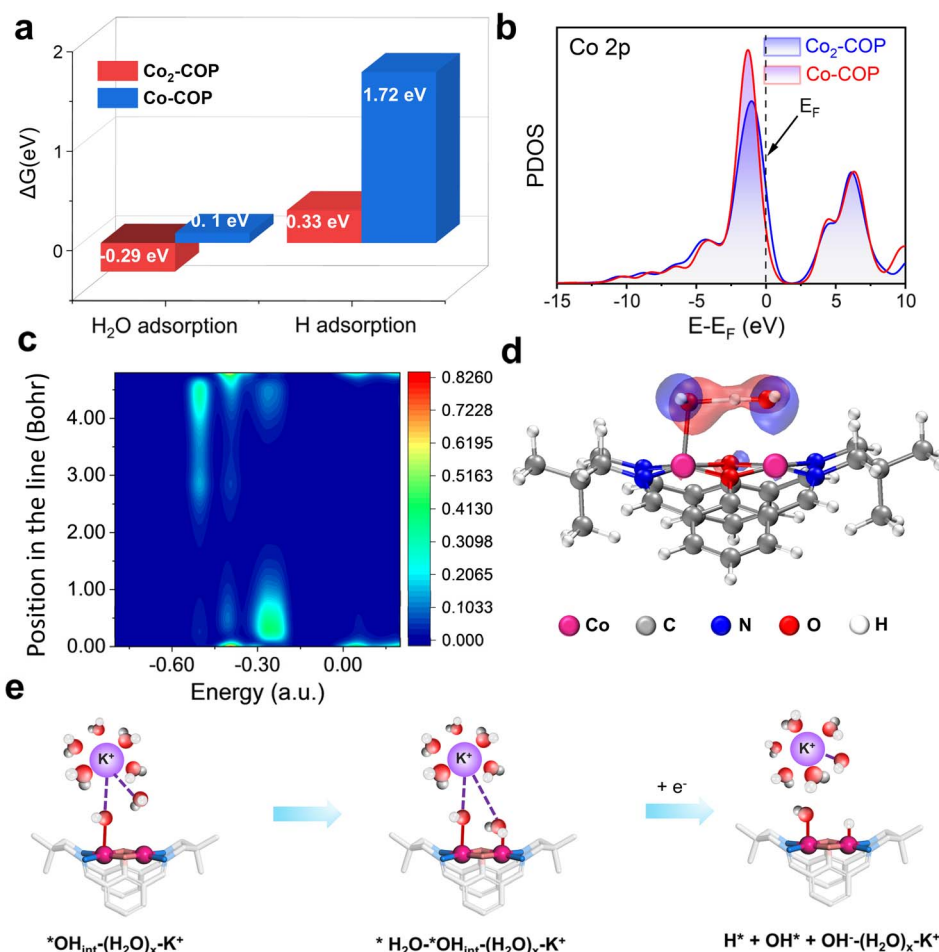 a
2
1
0
ΔG(eV)
Co₂-COP
Co-COP
1.72 eV
0.33 eV
0. 1 eV
-0.29 eV
H₂O adsorption
H adsorption
b
Co 2p
Co₂-COP
Co-COP
E_F
PDOS
-15
-10
-5
0
5
10
E-E_F (eV)
c
4.00
3.00
2.00
1.00
0.00
Position in the line (Bohr)
-0.60
-0.30
0.00
Energy (a.u.)
0.8260
0.7228
0.6195
0.5163
0.4130
0.3098
0.2065
0.1033
0.000
d
Co
C
N
O
H
e
K⁺
K⁺
K⁺
+ e⁻
*OH_int-(H₂O)ₓ-K⁺
* H₂O-*OH_int-(H₂O)ₓ-K⁺
H* + OH* + OH⁻-(H₂O)ₓ-K⁺